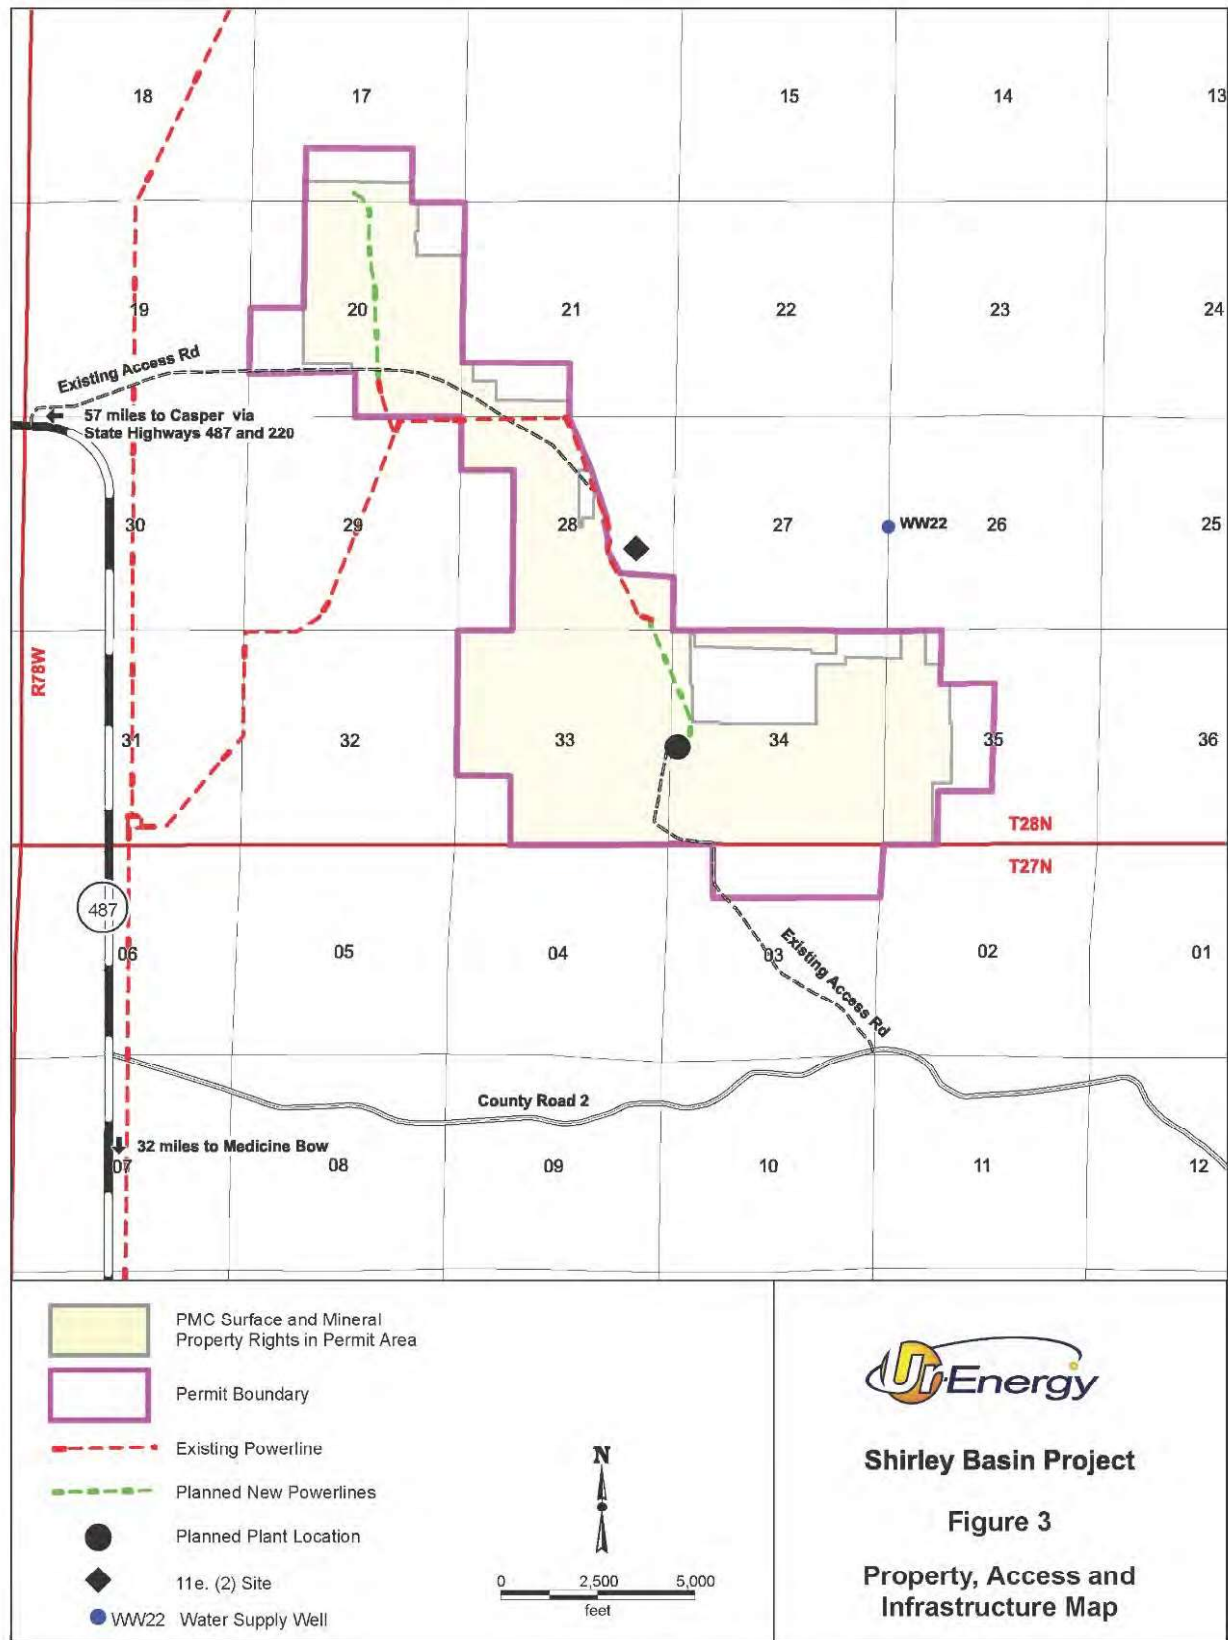 18
17
15
14
13
19
20
21
22
23
24
Existing Access Rd
57 miles to Casper via
State Highways 487 and 220
30
29
28
27
WW22
26
25
R78W
31
32
33
34
35
36
T28N
T27N
487
06
05
04
03
02
01
Existing Access Rd
County Road 2
32 miles to Medicine Bow
07
08
09
10
11
12
PMC Surface and Mineral
Property Rights in Permit Area
Permit Boundary
Existing Powerline
Planned New Powerlines
Planned Plant Location
11e. (2) Site
WW22 Water Supply Well
N
0 2,500 5,000
feet
Ur-Energy
Shirley Basin Project
Figure 3
Property, Access and
Infrastructure Map